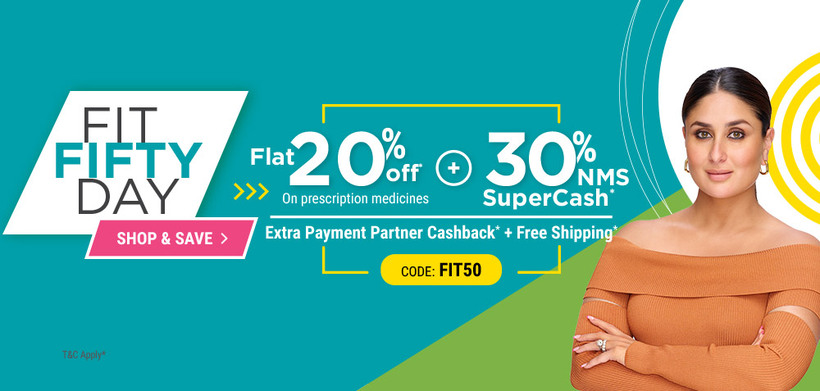 FIT
FIFTY
DAY
SHOP & SAVE >
Flat 20% off*
On prescription medicines
+
30% NMS
SuperCash*
Extra Payment Partner Cashback* + Free Shipping*
CODE: FIT50
T&C Apply*